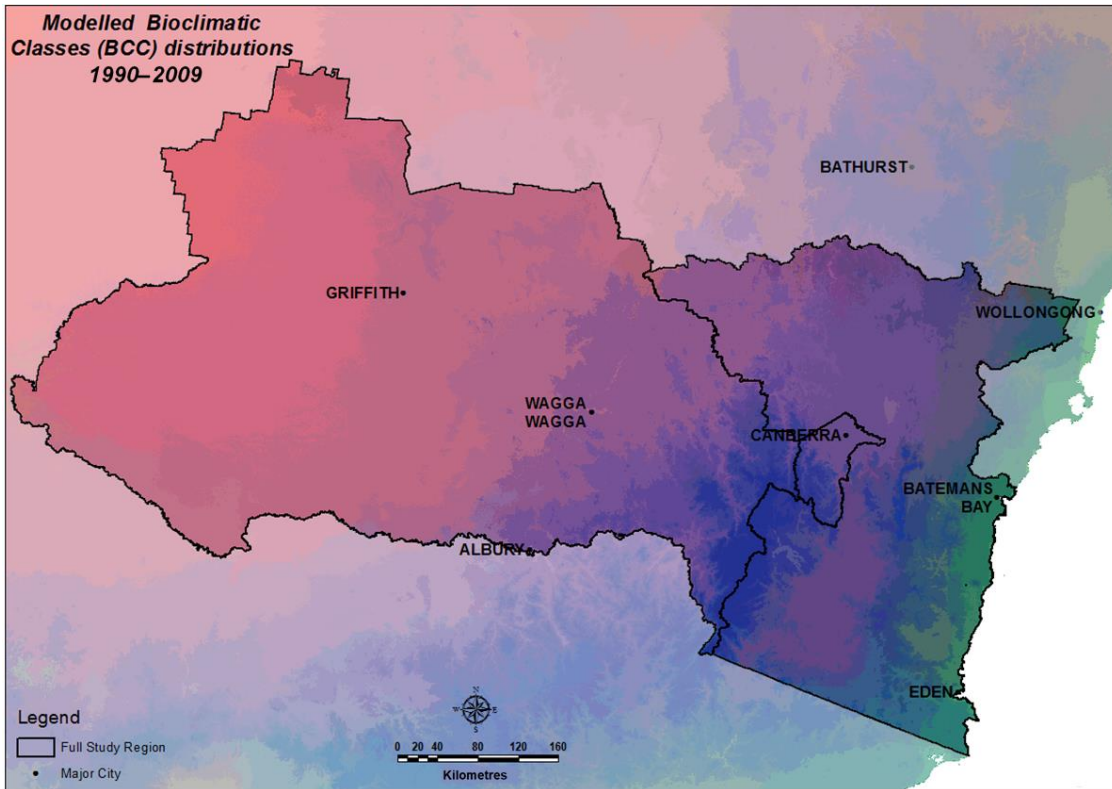 Modelled Bioclimatic
Classes (BCC) distributions
1990–2009
BATHURST
GRIFFITH
WOLLONGONG
WAGGA
WAGGA
CANBERRA
BATEMANS
BAY
ALBURY
EDEN
N
W E
S
Legend
Full Study Region
Major City
0 20 40 80 120 160
Kilometres